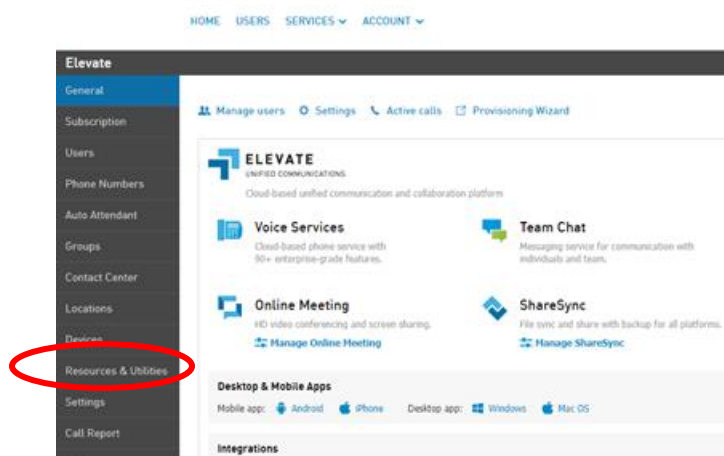 HOME USERS SERVICES ACCOUNT
Elevate
General
Subscription
Users
Phone Numbers
Auto Attendant
Groups
Contact Center
Locations
Devices
Resources & Utilities
Settings
Call Report
Manage users Settings Active calls Provisioning Wizard
ELEVATE
UNIFIED COMMUNICATIONS
Cloud-based unified communication and collaboration platform
Voice Services
Cloud-based phone service with
90+ enterprise-grade features.
Team Chat
Messaging service for communication with
individuals and team.
Online Meeting
HD video conferencing and screen sharing.
Manage Online Meeting
ShareSync
File sync and share with backup for all platforms.
Manage ShareSync
Desktop & Mobile Apps
Mobile app: Android iPhone Desktop app: Windows Mac OS
Integrations